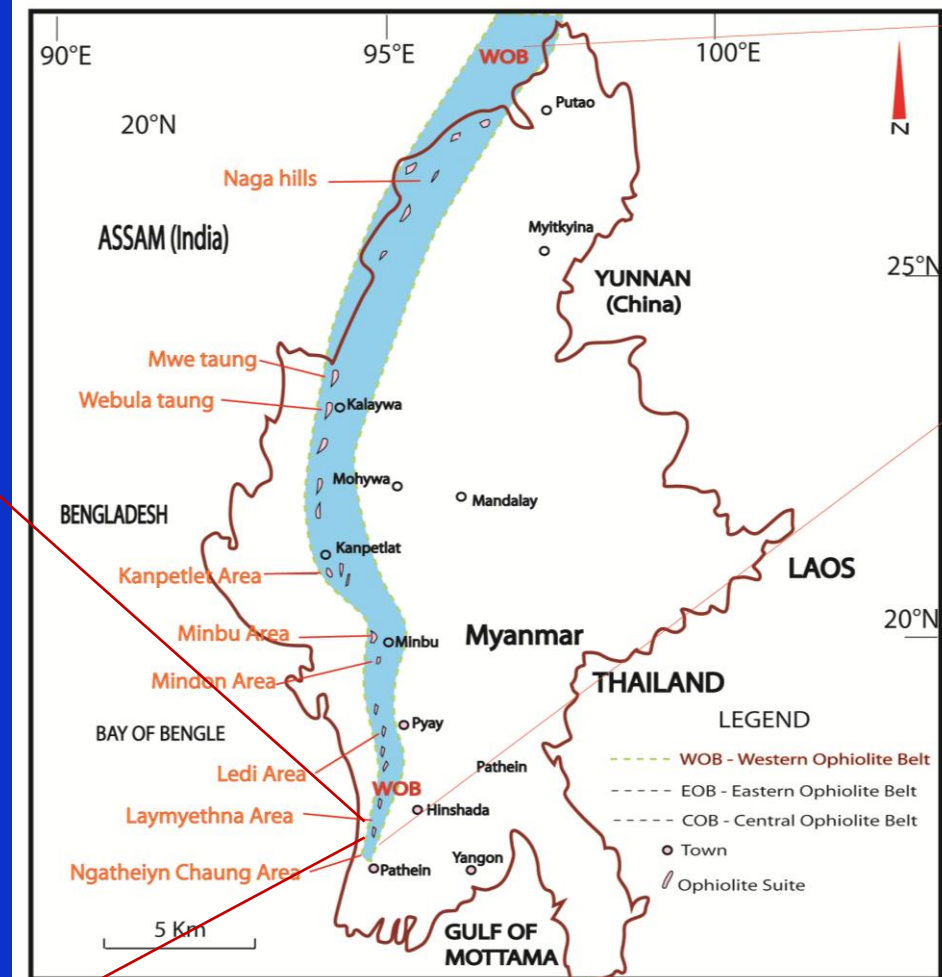 90°E
95°E
100°E
WOB
N
20°N
Putao
Naga hills
ASSAM (India)
Myitkyina
25°N
YUNNAN
(China)
Mwe taung
Webula taung
Kalaywa
Mohywa
Mandalay
BENGLADESH
Kanpetlat
LAOS
Kanpetlet Area
Minbu Area
Minbu
Myanmar
20°N
Mindon Area
THAILAND
LEGEND
BAY OF BENGLE
Pyay
WOB - Western Ophiolite Belt
Ledi Area
Pathein
EOB - Eastern Ophiolite Belt
WOB
Laymyethna Area
Hinshada
COB - Central Ophiolite Belt
Town
Ngatheiyn Chaung Area
Pathein
Yangon
Ophiolite Suite
5 Km
GULF OF
MOTTAMA